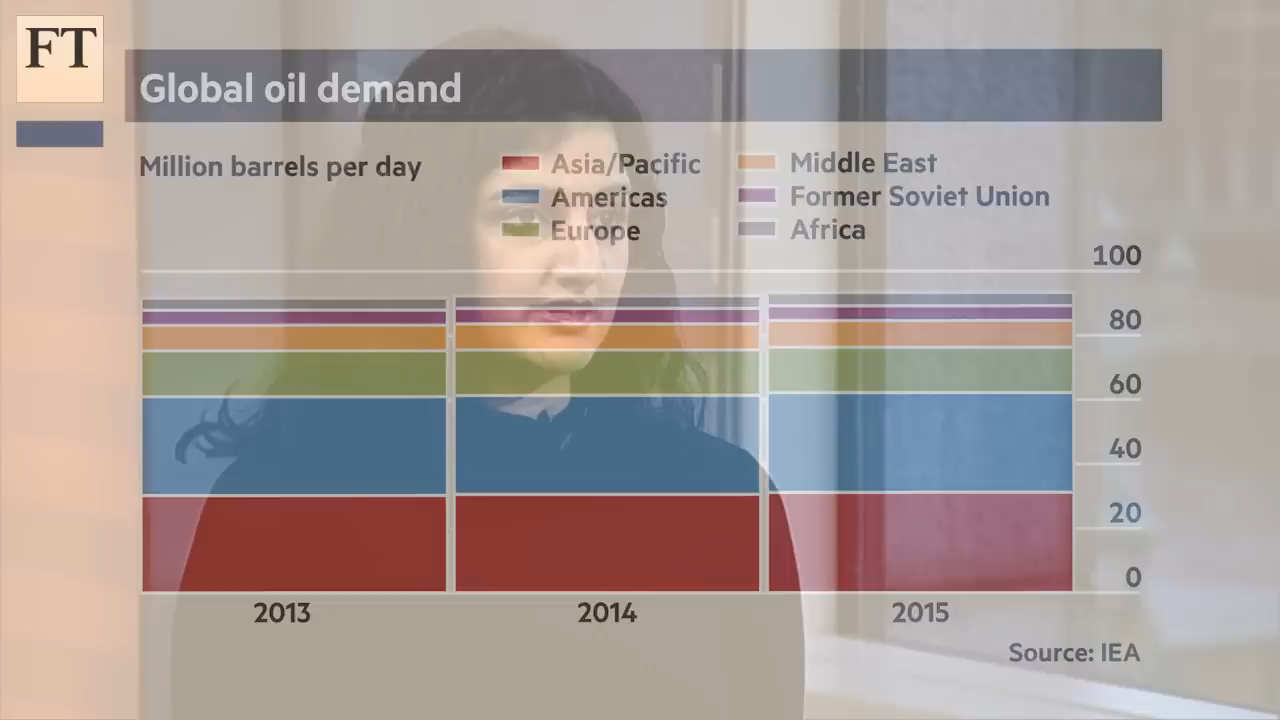 FT
Global oil demand
Million barrels per day
Asia/Pacific
Americas
Europe
Middle East
Former Soviet Union
Africa
100
80
60
40
20
0
2013
2014
2015
Source: IEA